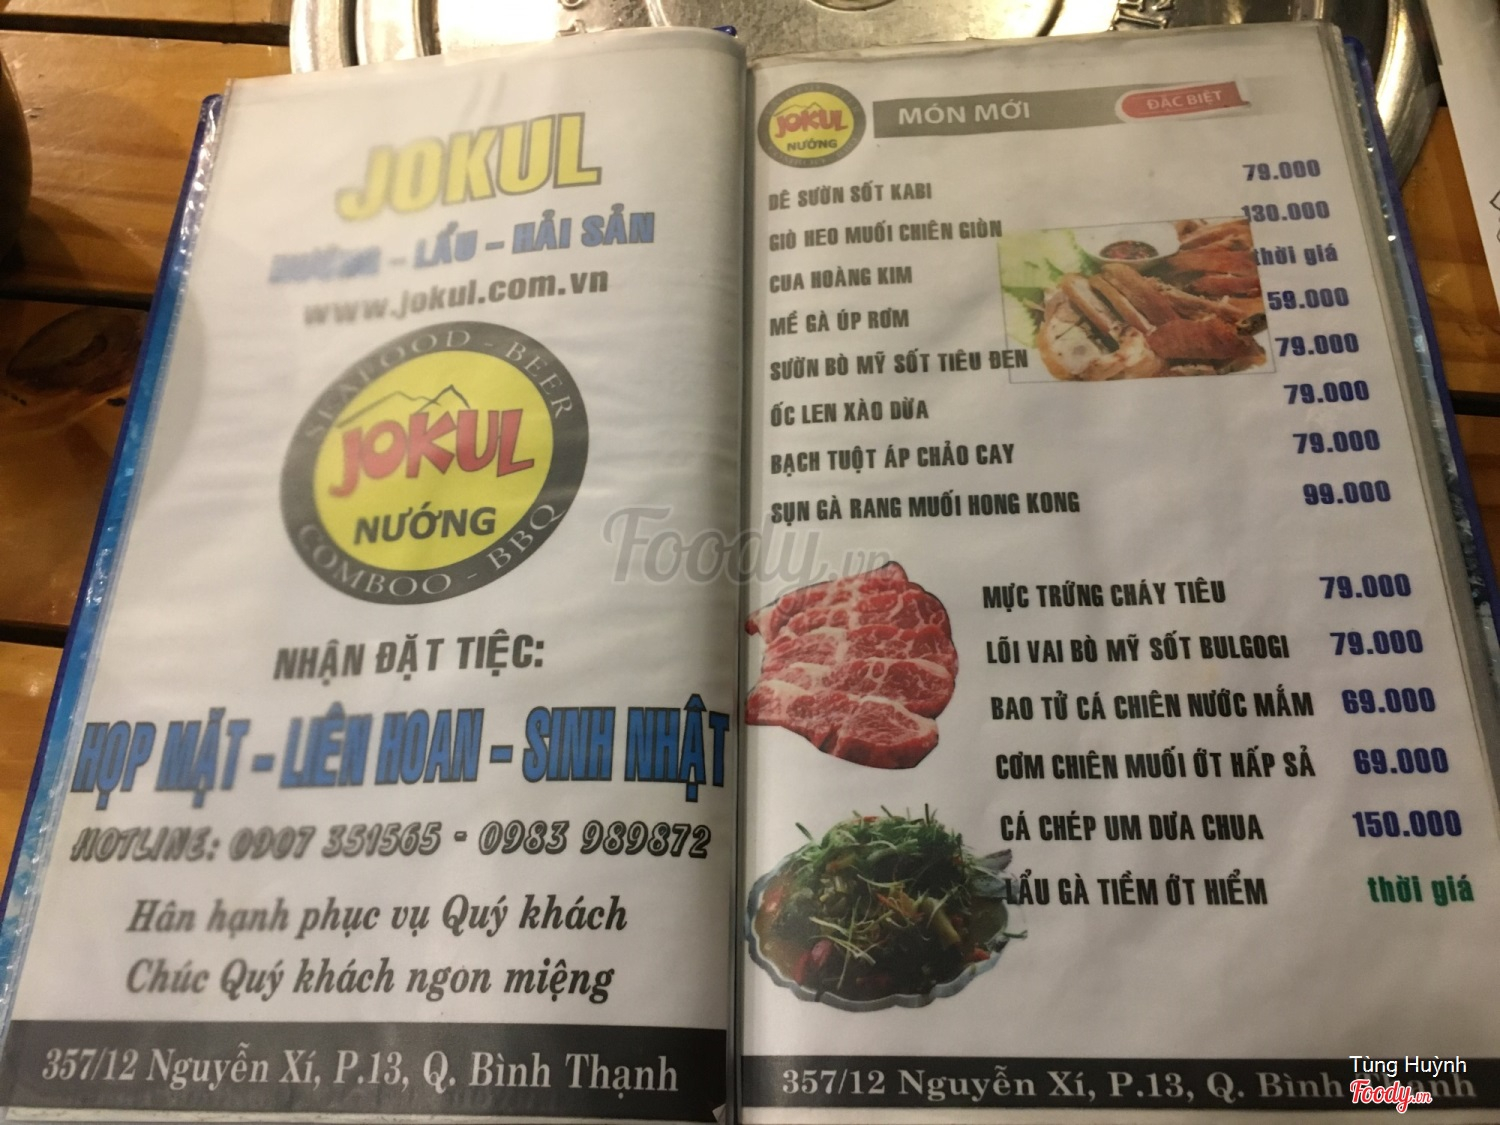 JOKUL
NƯỚNG – LẨU – HẢI SẢN
www.jokul.com.vn
SEAFOOD - BEER
JOKUL
NƯỚNG
COMBOO - BBQ
NHẬN ĐẶT TIỆC:
HỌP MẶT – LIÊN HOAN – SINH NHẬT
HOTLINE: 0907 351565 - 0983 989872
Hân hạnh phục vụ Quý khách
Chúc Quý khách ngon miệng
357/12 Nguyễn Xí, P.13, Q. Bình Thạnh
JOKUL
NƯỚNG
MÓN MỚI
ĐẶC BIỆT
DÊ SƯỜN SỐT KABI 79.000
GIÒ HEO MUỐI CHIÊN GIÒN 130.000
CUA HOÀNG KIM thời giá
MỀ GÀ ÚP RƠM 59.000
SƯỜN BÒ MỸ SỐT TIÊU ĐEN 79.000
ỐC LEN XÀO DỪA 79.000
BẠCH TUỘT ÁP CHẢO CAY 79.000
SỤN GÀ RANG MUỐI HONG KONG 99.000
MỰC TRỨNG CHÁY TIÊU 79.000
LÕI VAI BÒ MỸ SỐT BULGOGI 79.000
BAO TỬ CÁ CHIÊN NƯỚC MẮM 69.000
CƠM CHIÊN MUỐI ỚT HẤP SẢ 69.000
CÁ CHÉP UM DƯA CHUA 150.000
LẨU GÀ TIỀM ỚT HIỂM thời giá
357/12 Nguyễn Xí, P.13, Q. Bình Thạnh
Foody.vn
Tùng Huỳnh
Foody.vn